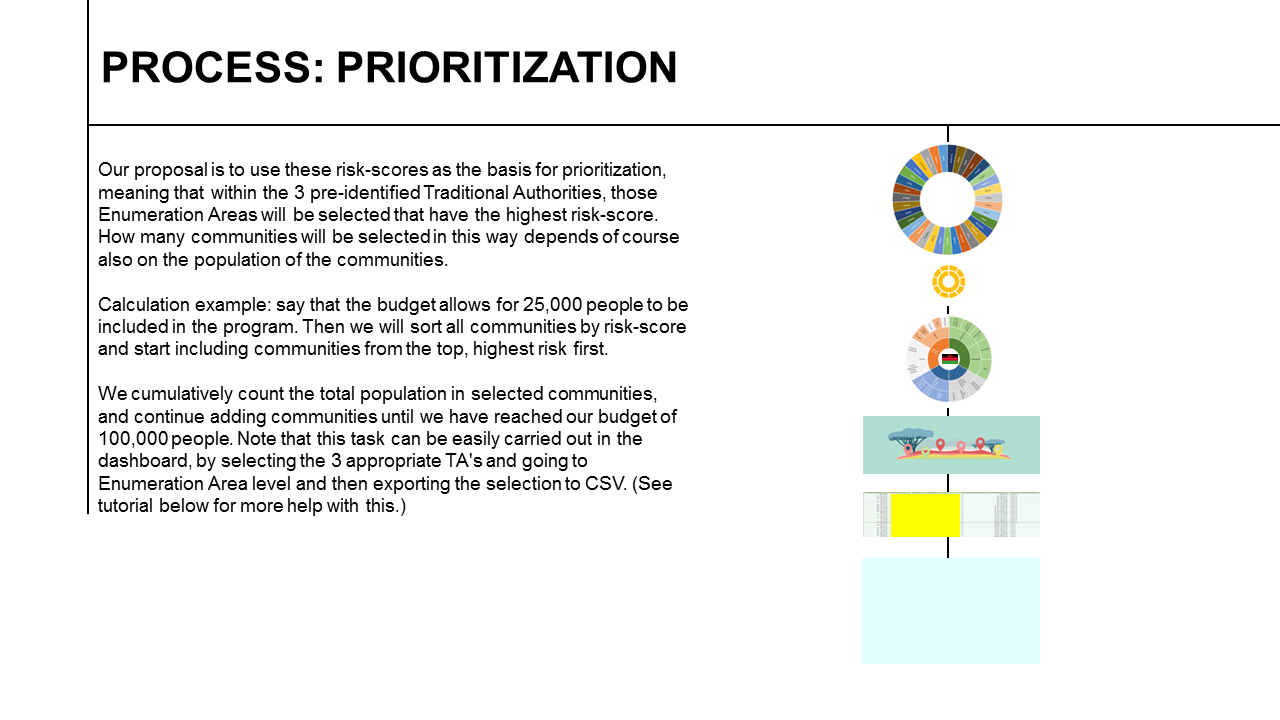 PROCESS: PRIORITIZATION
Our proposal is to use these risk-scores as the basis for prioritization,
meaning that within the 3 pre-identified Traditional Authorities, those
Enumeration Areas will be selected that have the highest risk-score.
How many communities will be selected in this way depends of course
also on the population of the communities.
Calculation example: say that the budget allows for 25,000 people to be
included in the program. Then we will sort all communities by risk-score
and start including communities from the top, highest risk first.
We cumulatively count the total population in selected communities,
and continue adding communities until we have reached our budget of
100,000 people. Note that this task can be easily carried out in the
dashboard, by selecting the 3 appropriate TA's and going to
Enumeration Area level and then exporting the selection to CSV. (See
tutorial below for more help with this.)